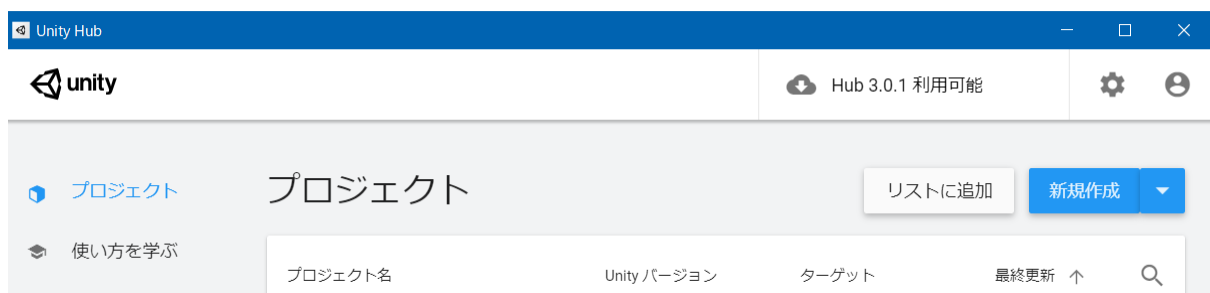 Unity Hub
unity
Hub 3.0.1 利用可能
プロジェクト
プロジェクト
リストに追加
新規作成
使い方を学ぶ
プロジェクト名
Unity バージョン
ターゲット
最終更新